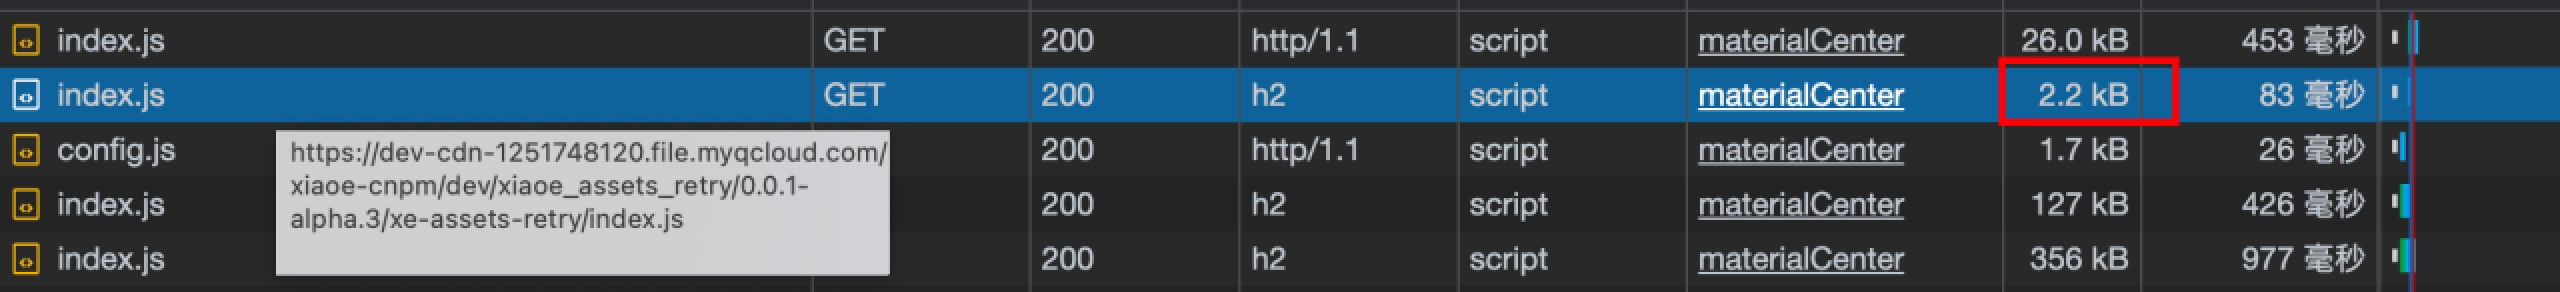 index.js GET 200 http/1.1 script materialCenter 26.0 kB 453 毫秒
index.js GET 200 h2 script materialCenter 2.2 kB 83 毫秒
config.js 200 http/1.1 script materialCenter 1.7 kB 26 毫秒
index.js 200 h2 script materialCenter 127 kB 426 毫秒
index.js 200 h2 script materialCenter 356 kB 977 毫秒
https://dev-cdn-1251748120.file.myqcloud.com/
xiaoe-cnpm/dev/xiaoe_assets_retry/0.0.1-
alpha.3/xe-assets-retry/index.js